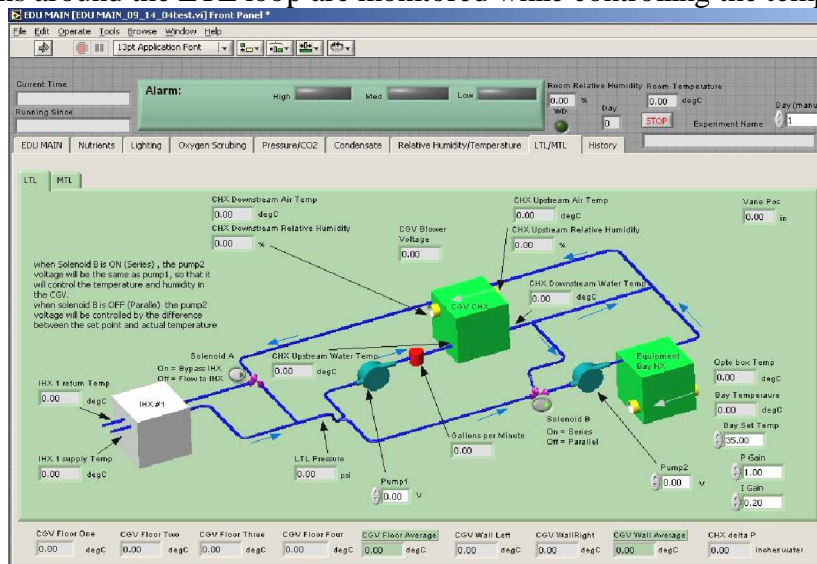 ns around the LTL loop are monitored while controlling the temp
EDU MAIN [EDU MAIN_09_14_04test.vi] Front Panel *
File Edit Operate Tools Browse Window Help
13pt Application Font
Current Time
Alarm: High Med Low
Room Relative Humidity Room Temperature
0.00 % 0.00 degC
Running Since
WD Day Day (manu
0 STOP Experiment Name 1
EDU MAIN Nutrients Lighting Oxygen Scrubing Pressure/CO2 Condensate Relative Humidity/Temperature LTL/MTL History
LTL MTL
CHX Downstream Air Temp
0.00 degC
CHX Downstream Relative Humidity
0.00 %
CGV Blower
Voltage
0.00
CHX Upstream Air Temp
0.00 degC
CHX Upstream Relative Humidity
0.00 %
Vane Pos
0.00 in
when Solenoid B is ON (Series) , the pump2
voltage will be the same as pump1, so that it
will control the temperature and humidity in
the CGV.
when solenoid B is OFF (Paralle) the pump2
voltage will be controlled by the difference
between the set point and actual temperature
CGV CHX
CHX Downstream Water Temp
0.00 degC
Solenoid A
On = Bypass IHX
Off = Flow to IHX
CHX Upstream Water Temp
0.00 degC
IHX 1 return Temp
0.00 degC
IHX #1
IHX 1 supply Temp
0.00 degC
LTL Pressure
0.00 psi
Pump1
0.00 V
Gallons per Minute
0.00
Solenoid B
On = Series
Off = Parallel
Equipment
Bay HX
Pump2
0.00 V
Opto box Temp
0.00 degC
Bay Temperaure
0.00 degC
Bay Set Temp
35.00
P Gain
1.00
I Gain
0.20
CGV Floor One CGV Floor Two CGV Floor Three CGV Floor Four CGV Floor Average CGV Wall Left CGV WallRight CGV Wall Average CHX delta P
0.00 degC 0.00 degC 0.00 degC 0.00 degC 0.00 degC 0.00 degC 0.00 degC 0.00 degC 0.00 inches water